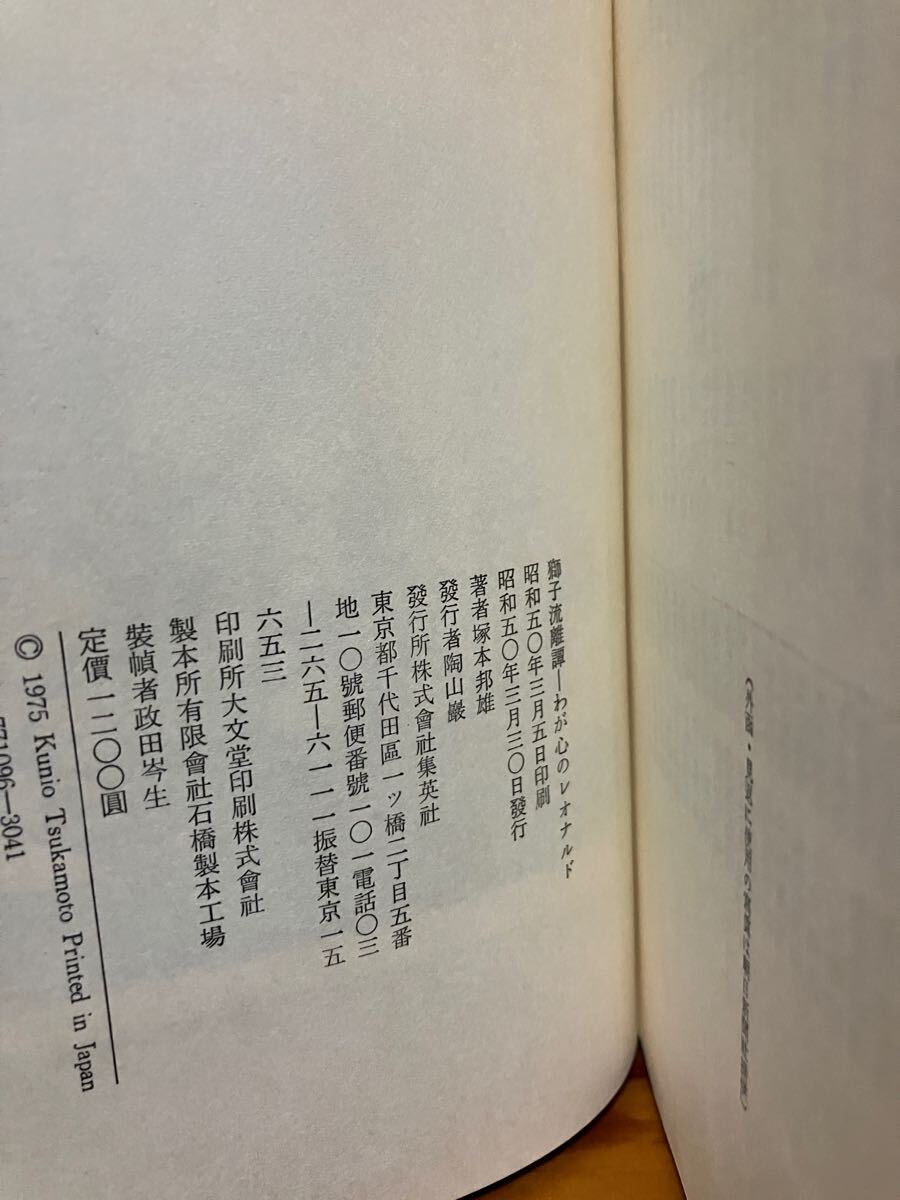 獅子流離譚―わが心のレオナルド
昭和五〇年三月五日印刷
昭和五〇年三月三〇日發行
著者塚本邦雄
發行者陶山巖
發行所株式會社集英社
東京都千代田區一ッ橋二丁目五番
地一〇號郵便番號一〇一電話〇三
―二六五―六一一一振替東京一五
六五三
印刷所大文堂印刷株式會社
製本所有限會社石橋製本工場
裝幀者政田岑生
定價一二〇〇圓
© 1975 Kunio Tsukamoto Printed in Japan
771096―3041